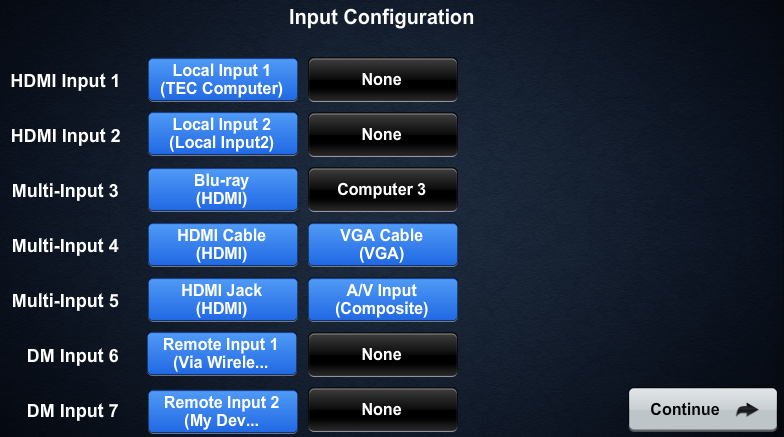 Input Configuration
HDMI Input 1
Local Input 1
(TEC Computer)
None
HDMI Input 2
Local Input 2
(Local Input2)
None
Multi-Input 3
Blu-ray
(HDMI)
Computer 3
Multi-Input 4
HDMI Cable
(HDMI)
VGA Cable
(VGA)
Multi-Input 5
HDMI Jack
(HDMI)
A/V Input
(Composite)
DM Input 6
Remote Input 1
(Via Wirele...
None
DM Input 7
Remote Input 2
(My Dev...
None
Continue